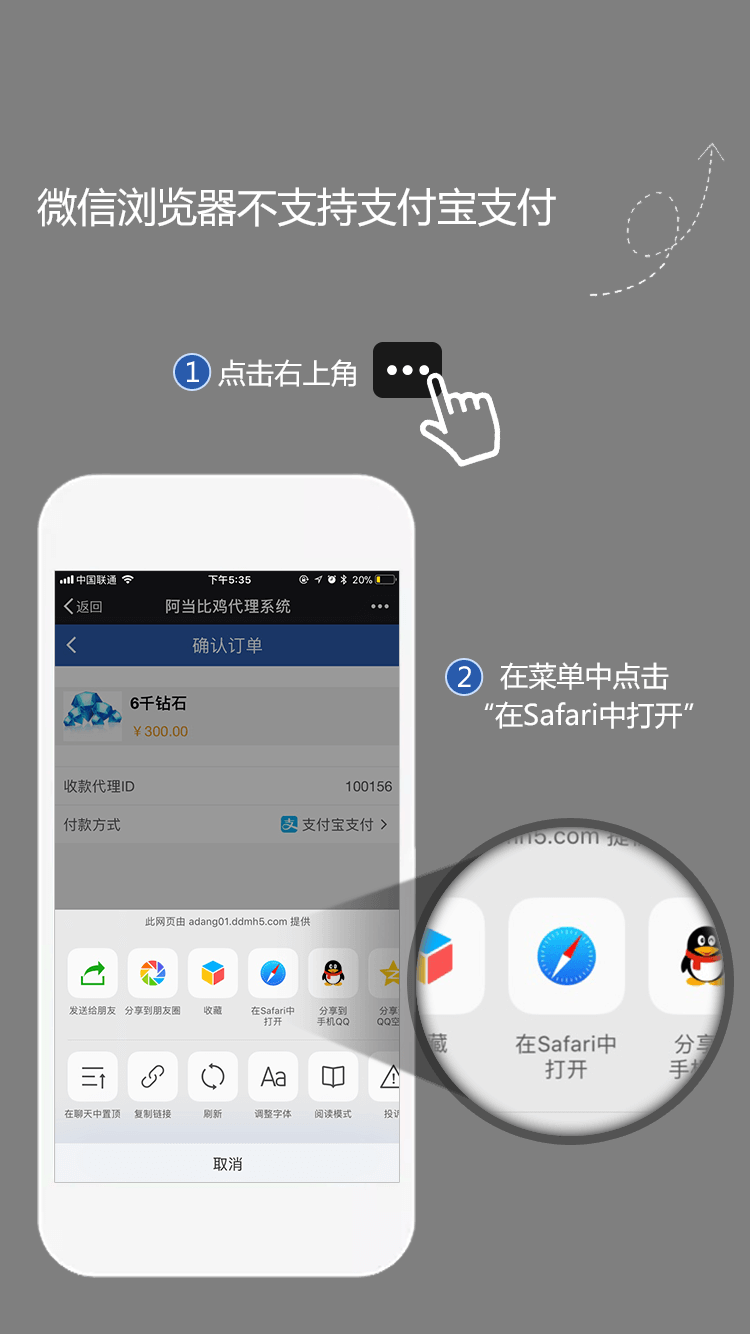 微信浏览器不支持支付宝支付
1 点击右上角
中国联通 下午5:35 20%
返回 阿当比鸡代理系统
确认订单
6千钻石
¥300.00
收款代理ID 100156
付款方式 支付宝支付
2 在菜单中点击
“在Safari中打开”
此网页由 adang01.ddmh5.com 提供
发送给朋友 分享到朋友圈 收藏 在Safari中 分享到 分享
打开 手机QQ QQ空
在聊天中置顶 复制链接 刷新 Aa 调整字体 阅读模式 投诉
取消
mh5.com 提供
藏 在Safari中 分享
打开 手机